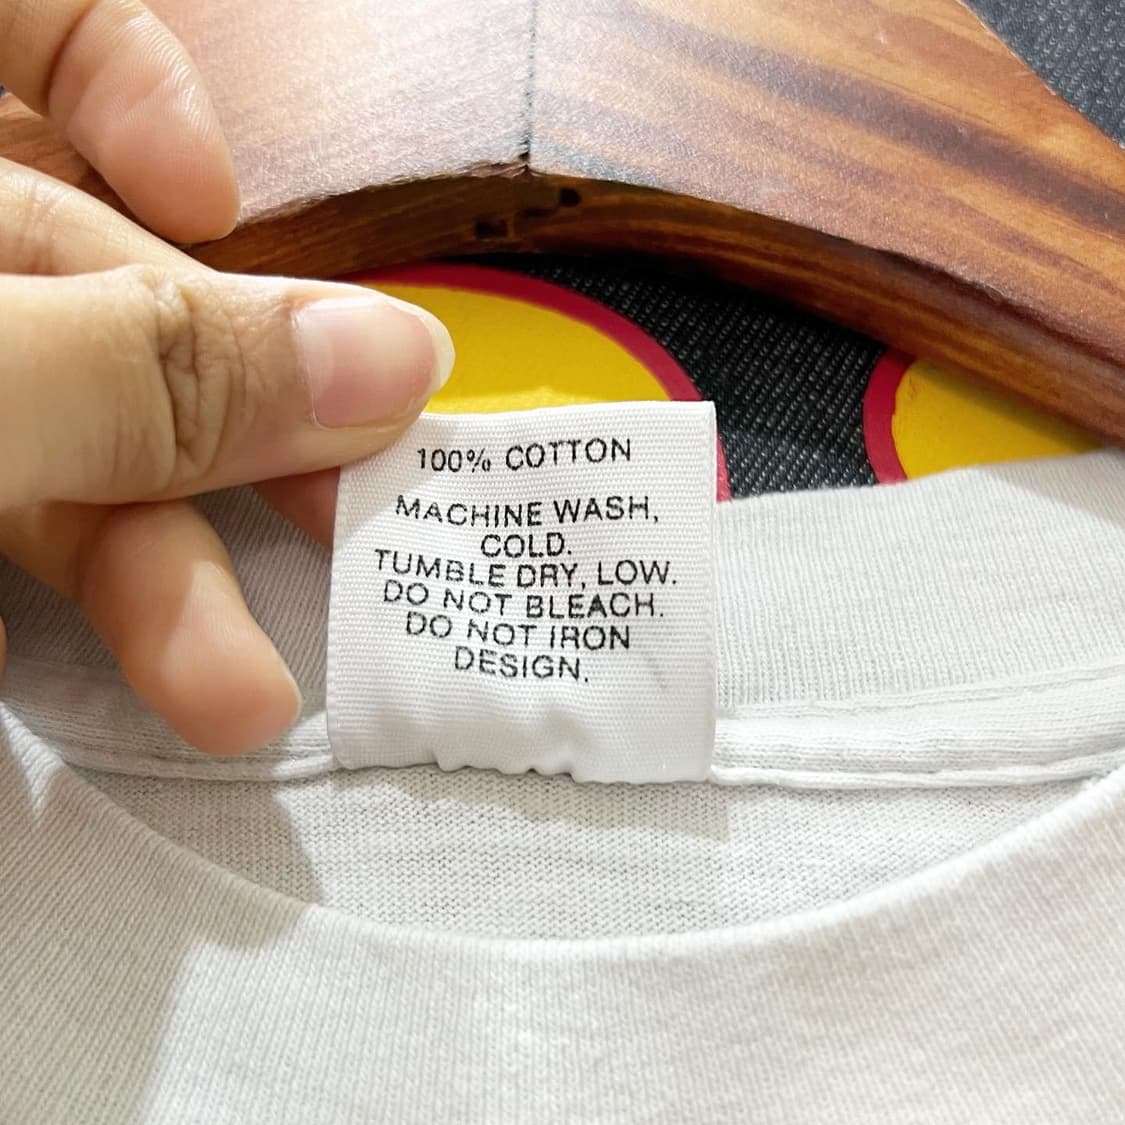 100% COTTON
MACHINE WASH,
COLD.
TUMBLE DRY, LOW.
DO NOT BLEACH.
DO NOT IRON
DESIGN.